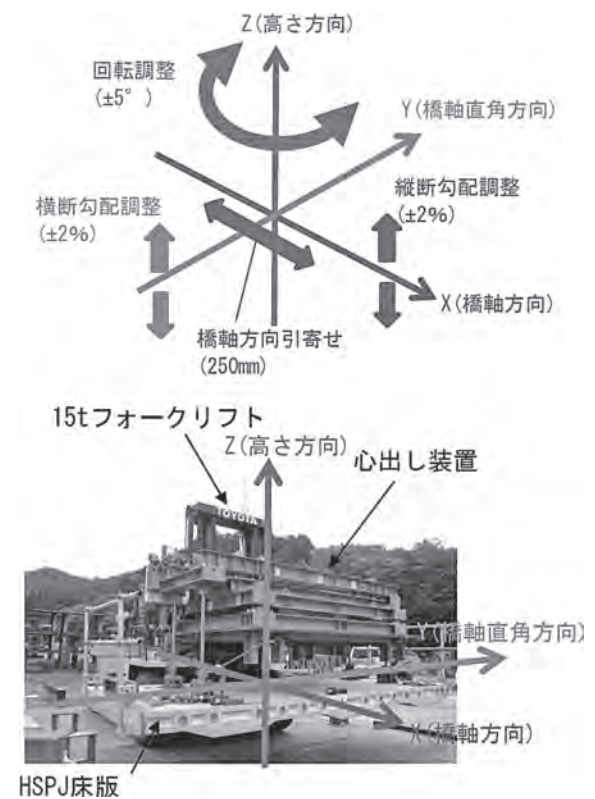 Z(高さ方向)
回転調整
(±5°)
Y(橋軸直角方向)
縦断勾配調整
(±2%)
横断勾配調整
(±2%)
X(橋軸方向)
橋軸方向引寄せ
(250mm)
15tフォークリフト
Z(高さ方向)
心出し装置
TOYOTA
Y(橋軸直角方向)
X(橋軸方向)
HSPJ床版